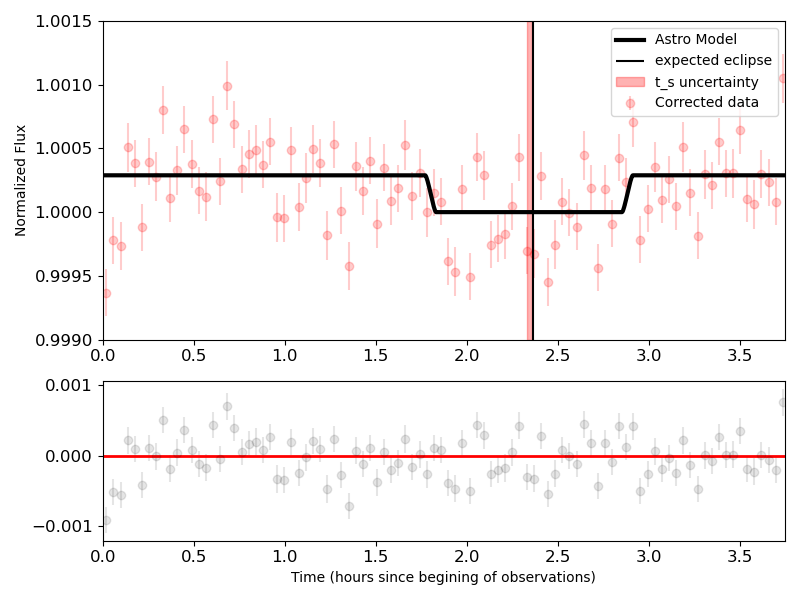 1.0015
1.0010
1.0005
1.0000
0.9995
0.9990
Normalized Flux
Astro Model
expected eclipse
t_s uncertainty
Corrected data
0.0 0.5 1.0 1.5 2.0 2.5 3.0 3.5
0.001
0.000
−0.001
0.0 0.5 1.0 1.5 2.0 2.5 3.0 3.5
Time (hours since begining of observations)